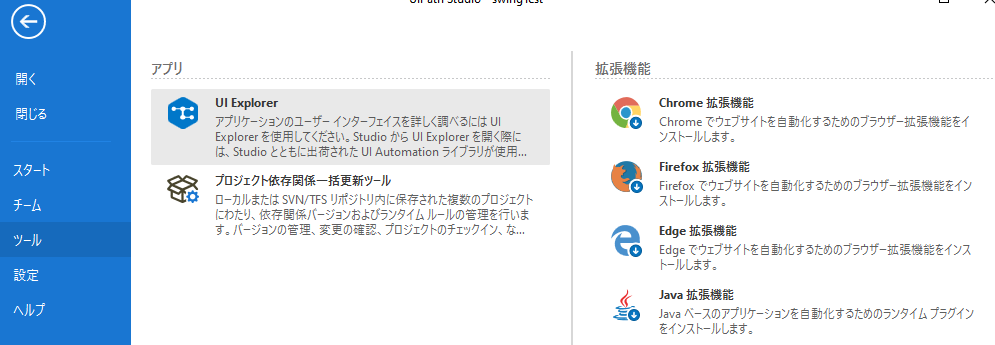 UiPath Studio - swingTest
開く
閉じる
スタート
チーム
ツール
設定
ヘルプ
アプリ
UI Explorer
アプリケーションのユーザー インターフェイスを詳しく調べるには UI
Explorer を使用してください。Studio から UI Explorer を開く際に
は、Studio とともに出荷された UI Automation ライブラリが使用...
プロジェクト依存関係一括更新ツール
ローカルまたは SVN/TFS リポジトリ内に保存された複数のプロジェクト
にわたり、依存関係バージョンおよびランタイム ルールの管理を行いま
す。バージョンの管理、変更の確認、プロジェクトのチェックイン、な...
拡張機能
Chrome 拡張機能
Chrome でウェブサイトを自動化するためのブラウザー拡張機能をイ
ンストールします。
Firefox 拡張機能
Firefox でウェブサイトを自動化するためのブラウザー拡張機能をイン
ストールします。
Edge 拡張機能
Edge でウェブサイトを自動化するためのブラウザー拡張機能をインス
トールします。
Java 拡張機能
Java ベースのアプリケーションを自動化するためのランタイム プラグイン
をインストールします。